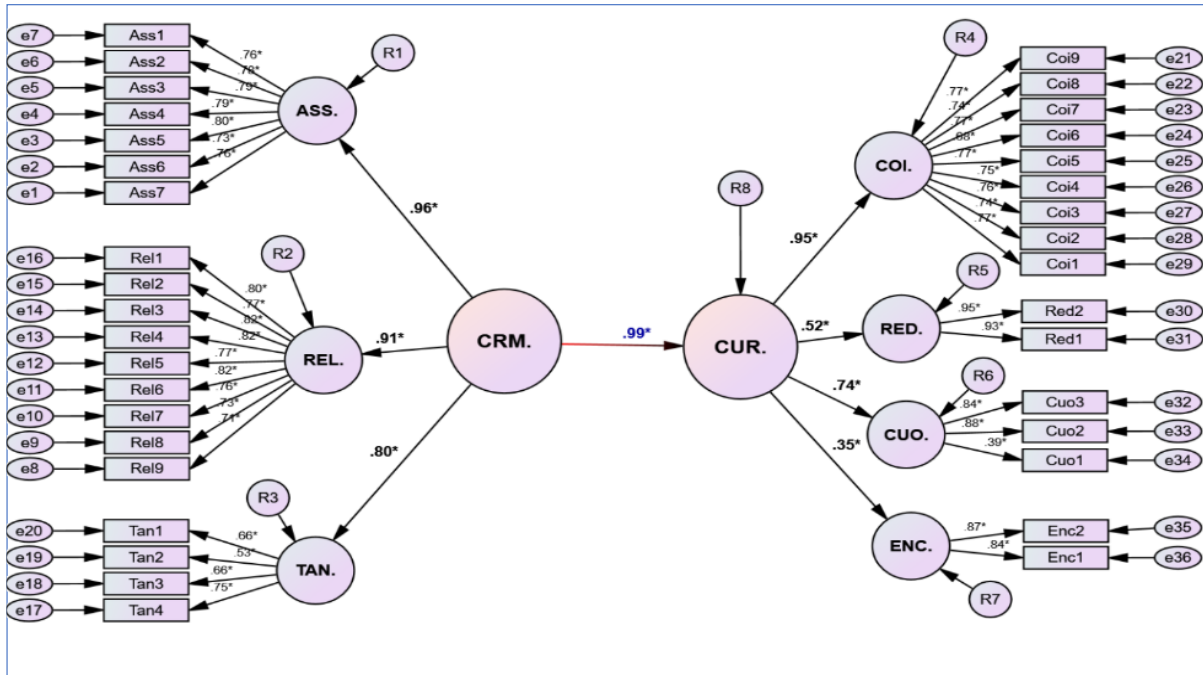 e7 Ass1
e6 Ass2
e5 Ass3
e4 Ass4
e3 Ass5
e2 Ass6
e1 Ass7
.76*
.78*
.79*
.79*
.80*
.73*
.76*
R1
ASS.
.96*
e16 Rel1
e15 Rel2
e14 Rel3
e13 Rel4
e12 Rel5
e11 Rel6
e10 Rel7
e9 Rel8
e8 Rel9
.80*
.77*
.82*
.82*
.77*
.82*
.76*
.73*
.71*
R2
REL.
.91*
CRM.
.80*
e20 Tan1
e19 Tan2
e18 Tan3
e17 Tan4
.66*
.53*
.66*
.75*
R3
TAN.
.99*
R8
CUR.
.95*
.52*
.74*
.35*
R4
COI.
.77*
.74*
.77*
.68*
.77*
.75*
.76*
.74*
.77*
Coi9 e21
Coi8 e22
Coi7 e23
Coi6 e24
Coi5 e25
Coi4 e26
Coi3 e27
Coi2 e28
Coi1 e29
R5
RED.
.95*
.93*
Red2 e30
Red1 e31
R6
CUO.
.84*
.88*
.39*
Cuo3 e32
Cuo2 e33
Cuo1 e34
ENC.
R7
.87*
.84*
Enc2 e35
Enc1 e36